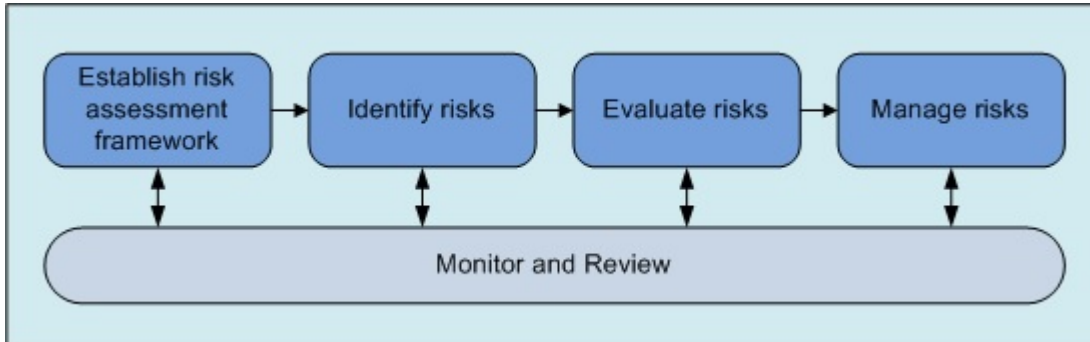 Establish risk
assessment
framework
Identify risks
Evaluate risks
Manage risks
Monitor and Review